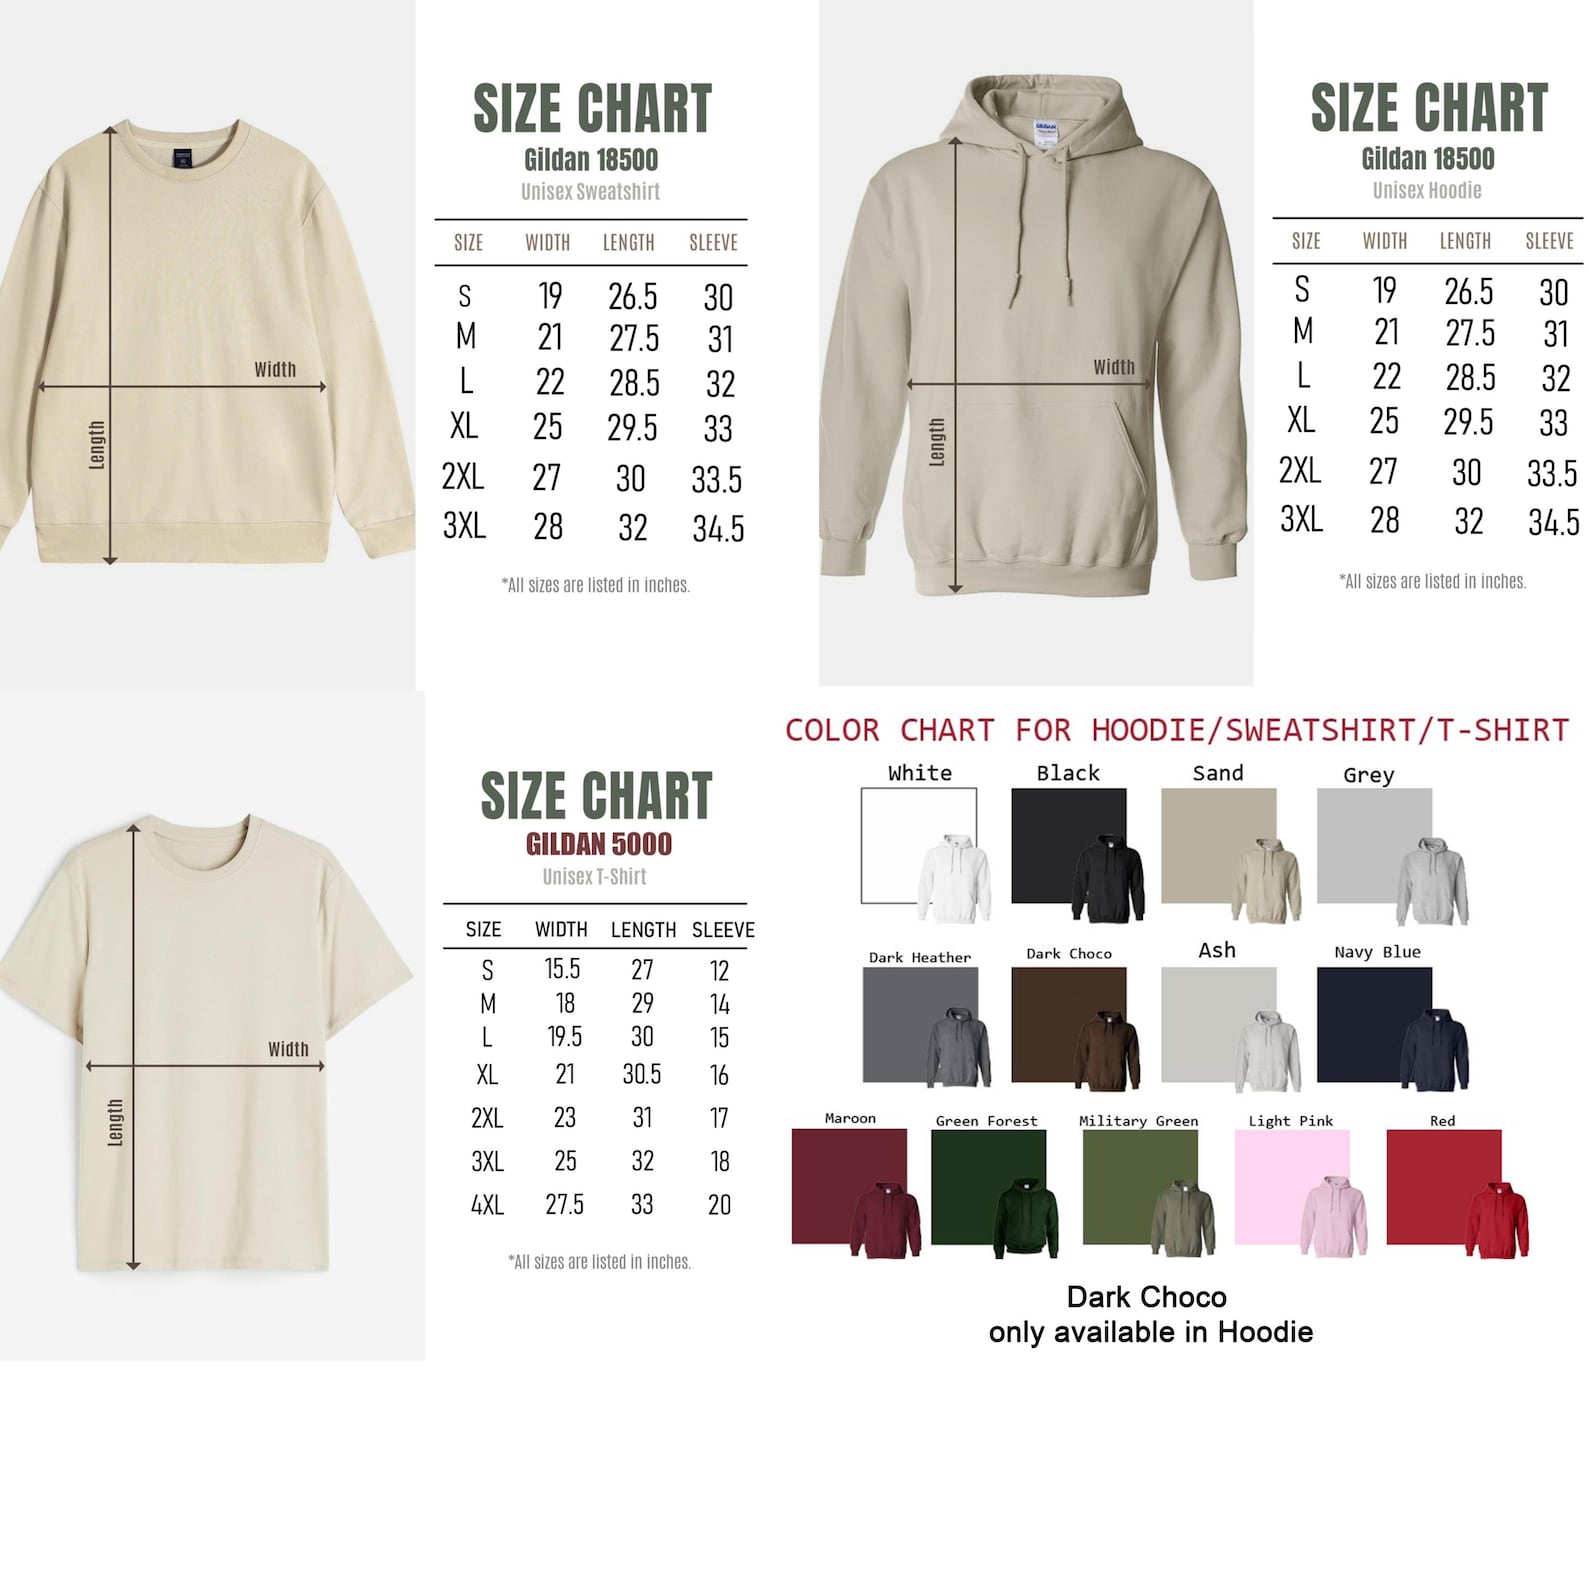 SIZE CHART
Gildan 18500
Unisex Sweatshirt
SIZE WIDTH LENGTH SLEEVE
S 19 26.5 30
M 21 27.5 31
L 22 28.5 32
XL 25 29.5 33
2XL 27 30 33.5
3XL 28 32 34.5
*All sizes are listed in inches.
Width
Length
SIZE CHART
Gildan 18500
Unisex Hoodie
SIZE WIDTH LENGTH SLEEVE
S 19 26.5 30
M 21 27.5 31
L 22 28.5 32
XL 25 29.5 33
2XL 27 30 33.5
3XL 28 32 34.5
*All sizes are listed in inches.
GILDAN
Width
Length
SIZE CHART
GILDAN 5000
Unisex T-Shirt
SIZE WIDTH LENGTH SLEEVE
S 15.5 27 12
M 18 29 14
L 19.5 30 15
XL 21 30.5 16
2XL 23 31 17
3XL 25 32 18
4XL 27.5 33 20
*All sizes are listed in inches.
Width
Length
COLOR CHART FOR HOODIE/SWEATSHIRT/T-SHIRT
White Black Sand Grey
Dark Heather Dark Choco Ash Navy Blue
Maroon Green Forest Military Green Light Pink Red
Dark Choco
only available in Hoodie